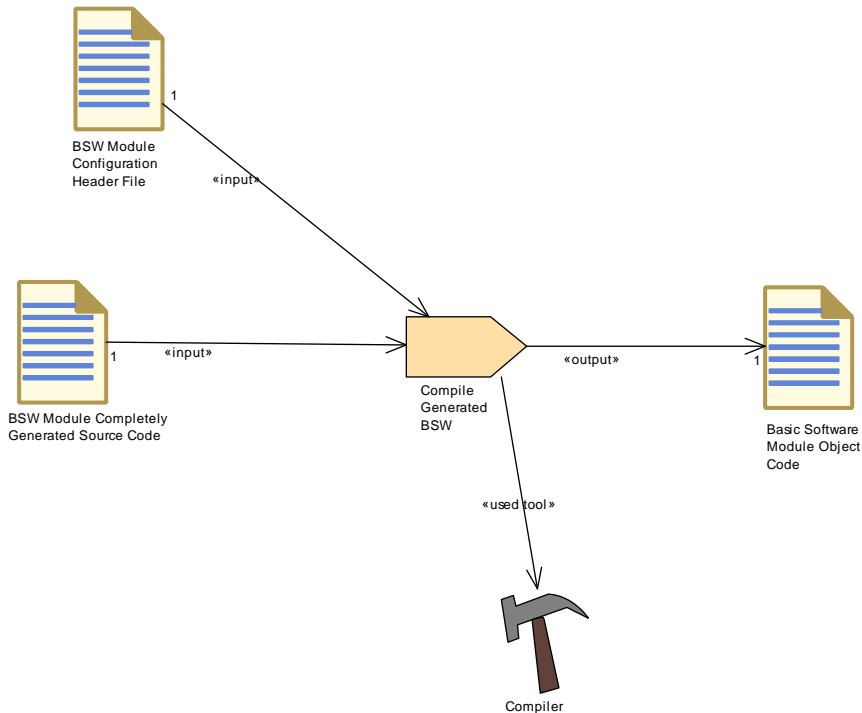 1
BSW Module
Configuration
Header File
«input»
1
«input»
BSW Module Completely
Generated Source Code
Compile
Generated
BSW
«output»
1
Basic Software
Module Object
Code
«used tool»
Compiler